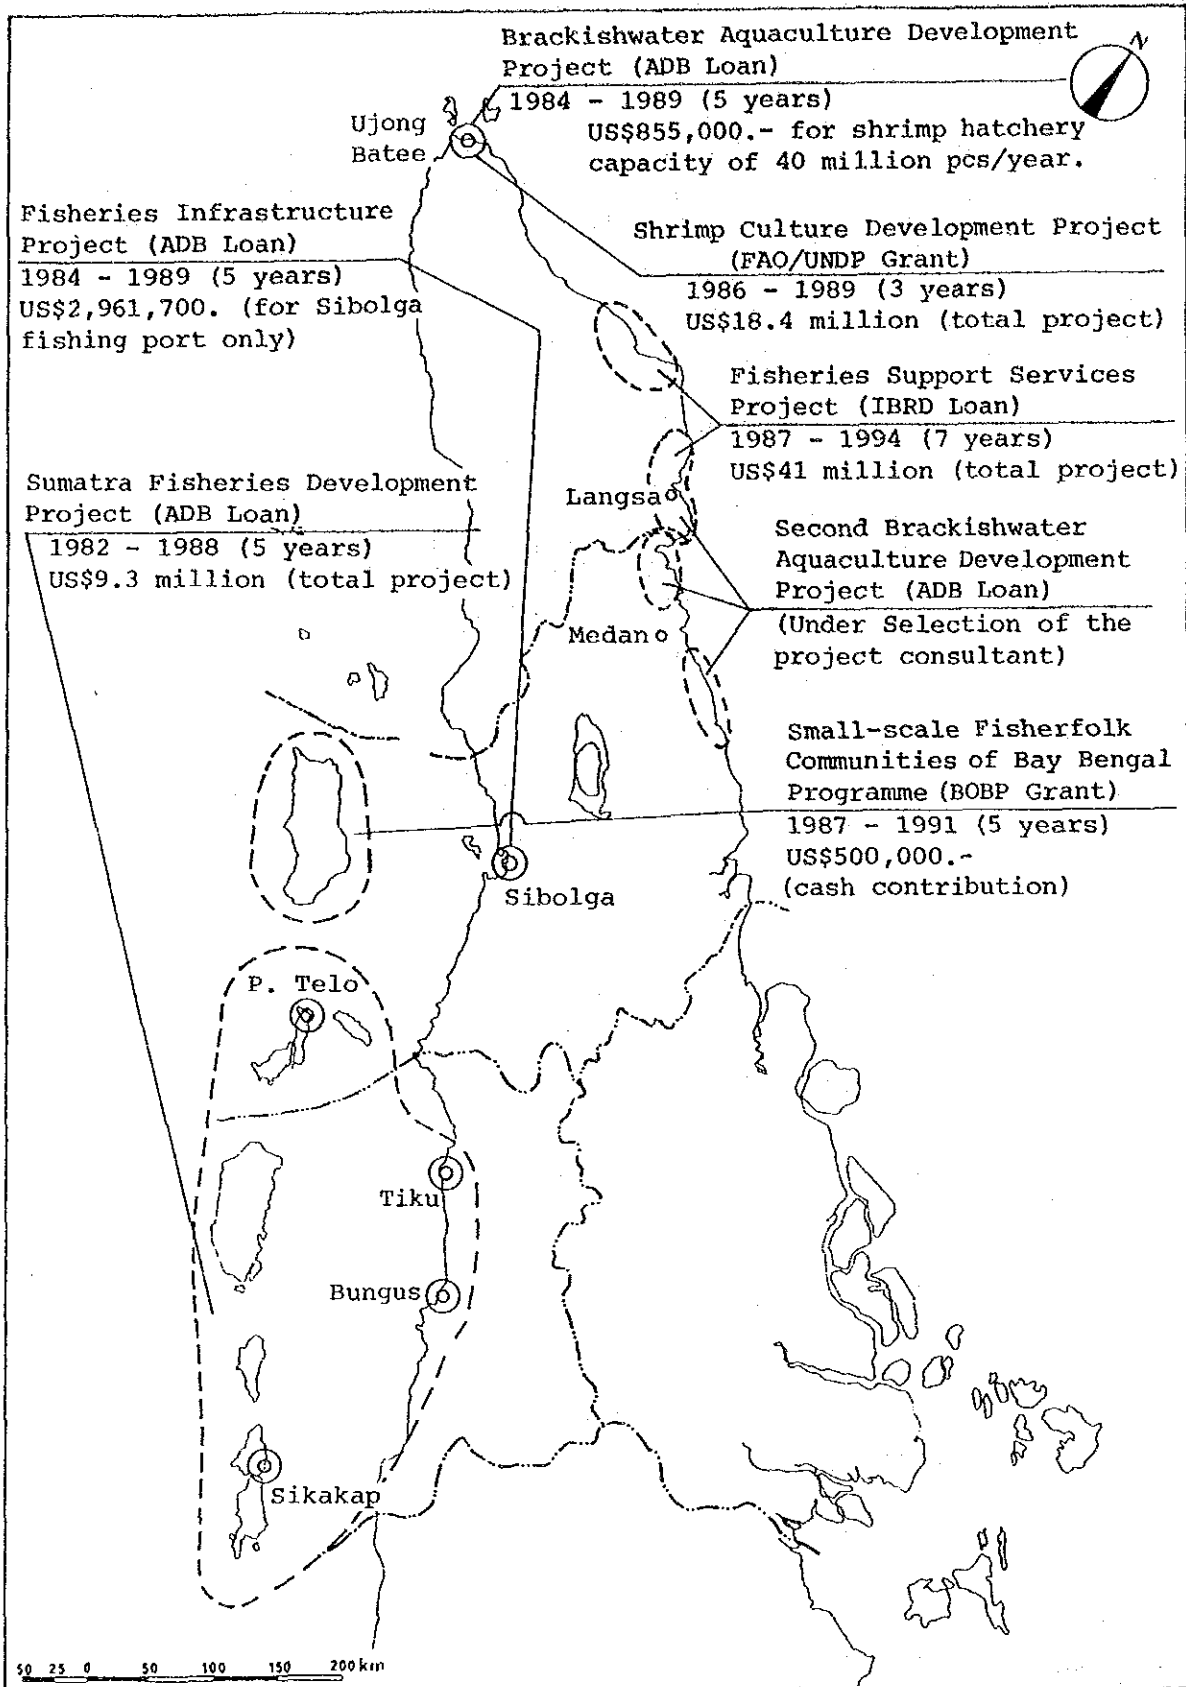 Brackishwater Aquaculture Development
Project (ADB Loan)
1984 - 1989 (5 years)
US$855,000.- for shrimp hatchery
capacity of 40 million pcs/year.
N
Ujong
Batee
Fisheries Infrastructure
Project (ADB Loan)
1984 - 1989 (5 years)
US$2,961,700. (for Sibolga
fishing port only)
Shrimp Culture Development Project
(FAO/UNDP Grant)
1986 - 1989 (3 years)
US$18.4 million (total project)
Fisheries Support Services
Project (IBRD Loan)
1987 - 1994 (7 years)
US$41 million (total project)
Sumatra Fisheries Development
Project (ADB Loan)
1982 - 1988 (5 years)
US$9.3 million (total project)
Langsa
Second Brackishwater
Aquaculture Development
Project (ADB Loan)
(Under Selection of the
project consultant)
Medan
Small-scale Fisherfolk
Communities of Bay Bengal
Programme (BOBP Grant)
1987 - 1991 (5 years)
US$500,000.-
(cash contribution)
Sibolga
P. Telo
Tiku
Bungus
Sikakap
50 25 0 50 100 150 200 km